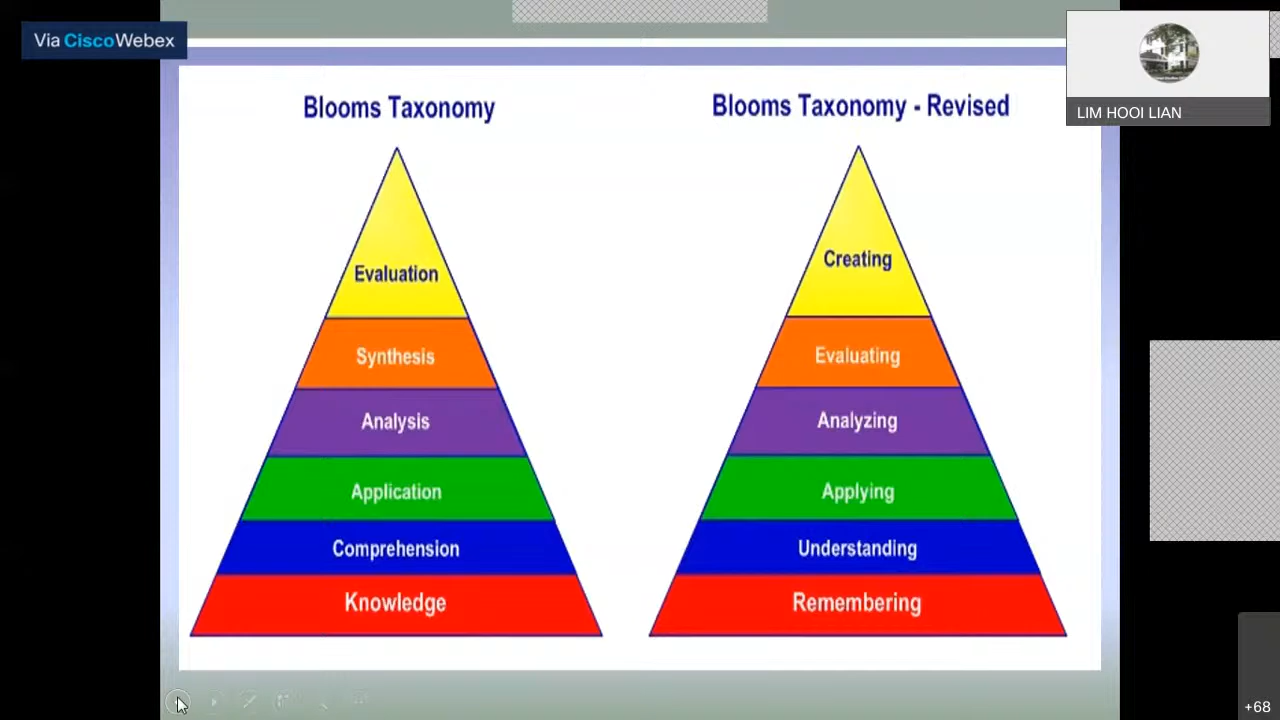 Via CiscoWebex
LIM HOOI LIAN
Blooms Taxonomy
Evaluation
Synthesis
Analysis
Application
Comprehension
Knowledge
Blooms Taxonomy - Revised
Creating
Evaluating
Analyzing
Applying
Understanding
Remembering
+68